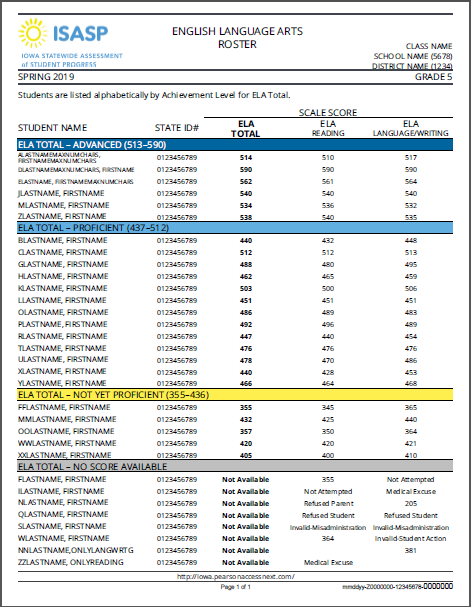 ISASP
IOWA STATEWIDE ASSESSMENT
of STUDENT PROGRESS
ENGLISH LANGUAGE ARTS
ROSTER
CLASS NAME
SCHOOL NAME (5678)
DISTRICT NAME (1234)
SPRING 2019 GRADE 5
Students are listed alphabetically by Achievement Level for ELA Total.
SCALE SCORE
STUDENT NAME STATE ID# ELA TOTAL ELA READING ELA LANGUAGE/WRITING
ELA TOTAL – ADVANCED (513–590)
ALASTNAMEMAXNUMCHARS, FIRSTNAMEMAXNUMCHARS 0123456789 514 510 517
DLASTNAMEMAXNUMCHARS, FIRSTNAME 0123456789 590 590 590
ELASTNAME, FIRSTNAMEMAXNUMCHARS 0123456789 562 561 564
JLASTNAME, FIRSTNAME 0123456789 540 540 540
MLASTNAME, FIRSTNAME 0123456789 534 536 532
ZLASTNAME, FIRSTNAME 0123456789 538 540 535
ELA TOTAL – PROFICIENT (437–512)
BLASTNAME, FIRSTNAME 0123456789 440 432 448
CLASTNAME, FIRSTNAME 0123456789 512 512 513
GLASTNAME, FIRSTNAME 0123456789 488 480 495
HLASTNAME, FIRSTNAME 0123456789 462 465 459
KLASTNAME, FIRSTNAME 0123456789 503 500 506
LLASTNAME, FIRSTNAME 0123456789 451 451 451
OLASTNAME, FIRSTNAME 0123456789 486 489 483
PLASTNAME, FIRSTNAME 0123456789 492 496 489
RLASTNAME, FIRSTNAME 0123456789 447 440 454
TLASTNAME, FIRSTNAME 0123456789 476 476 476
ULASTNAME, FIRSTNAME 0123456789 478 470 486
XLASTNAME, FIRSTNAME 0123456789 440 428 453
YLASTNAME, FIRSTNAME 0123456789 466 464 468
ELA TOTAL – NOT YET PROFICIENT (355–436)
FFLASTNAME, FIRSTNAME 0123456789 355 345 365
MMLASTNAME, FIRSTNAME 0123456789 432 425 440
OOLASTNAME, FIRSTNAME 0123456789 357 350 364
WWLASTNAME, FIRSTNAME 0123456789 420 420 421
XXLASTNAME, FIRSTNAME 0123456789 405 400 410
ELA TOTAL – NO SCORE AVAILABLE
FLASTNAME, FIRSTNAME 0123456789 Not Available 355 Not Attempted
ILASTNAME, FIRSTNAME 0123456789 Not Available Not Attempted Medical Excuse
NLASTNAME, FIRSTNAME 0123456789 Not Available Refused Parent 205
QLASTNAME, FIRSTNAME 0123456789 Not Available Refused Student Refused Student
SLASTNAME, FIRSTNAME 0123456789 Not Available Invalid-Misadministration Invalid-Misadministration
WLASTNAME, FIRSTNAME 0123456789 Not Available 364 Invalid-Student Action
NNLASTNAME,ONLYLANGWRTG 0123456789 Not Available 381
ZZLASTNAME, ONLYREADING 0123456789 Not Available Medical Excuse
http://iowa.pearsonaccessnext.com/
Page 1 of 1 mmddyy-Z0000000-12345678-0000000